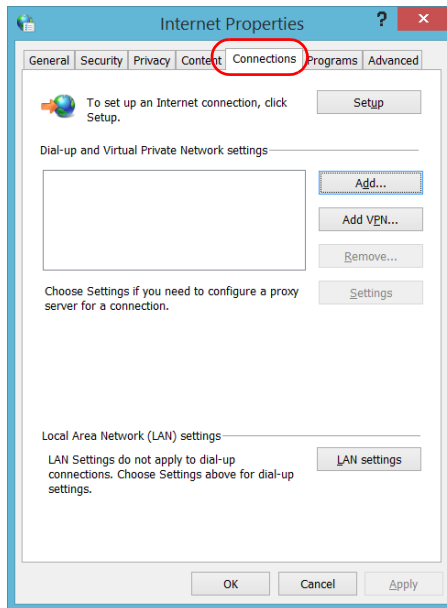 Internet Properties
?
×
General Security Privacy Content Connections Programs Advanced
To set up an Internet connection, click
Setup.
Setup
Dial-up and Virtual Private Network settings
Add...
Add VPN...
Remove...
Choose Settings if you need to configure a proxy
server for a connection.
Settings
Local Area Network (LAN) settings
LAN Settings do not apply to dial-up
connections. Choose Settings above for dial-up
settings.
LAN settings
OK Cancel Apply